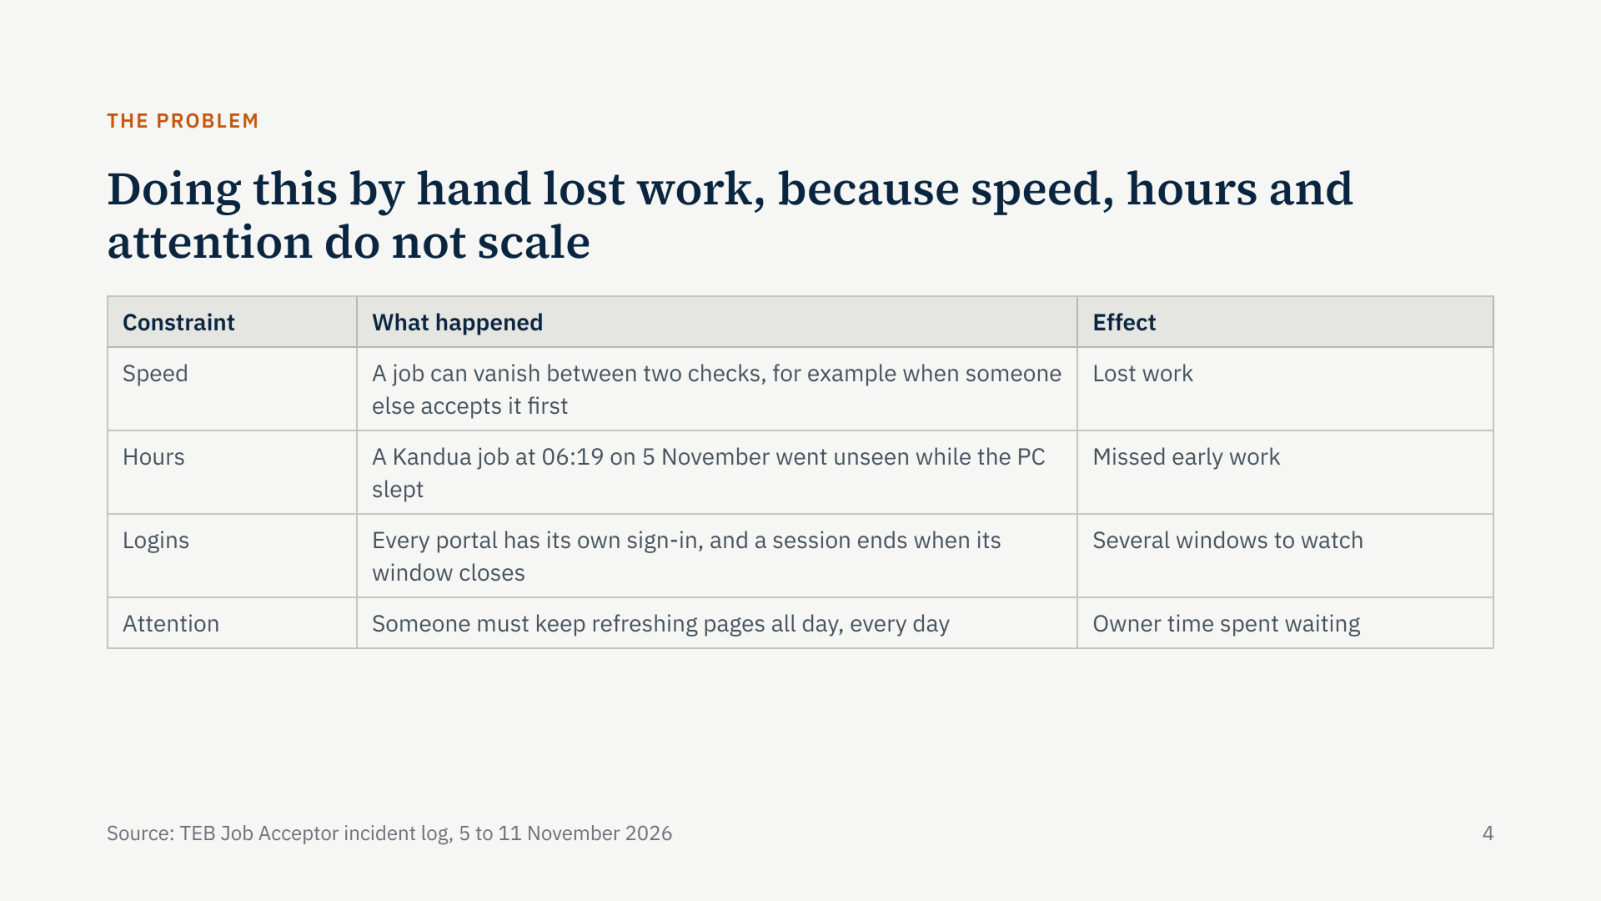 THE PROBLEM
Doing this by hand lost work, because speed, hours and
attention do not scale
Constraint
What happened
Effect
Speed
A job can vanish between two checks, for example when someone
else accepts it first
Lost work
Hours
A Kandua job at 06:19 on 5 November went unseen while the PC
slept
Missed early work
Logins
Every portal has its own sign-in, and a session ends when its
window closes
Several windows to watch
Attention
Someone must keep refreshing pages all day, every day
Owner time spent waiting
Source: TEB Job Acceptor incident log, 5 to 11 November 2026
4